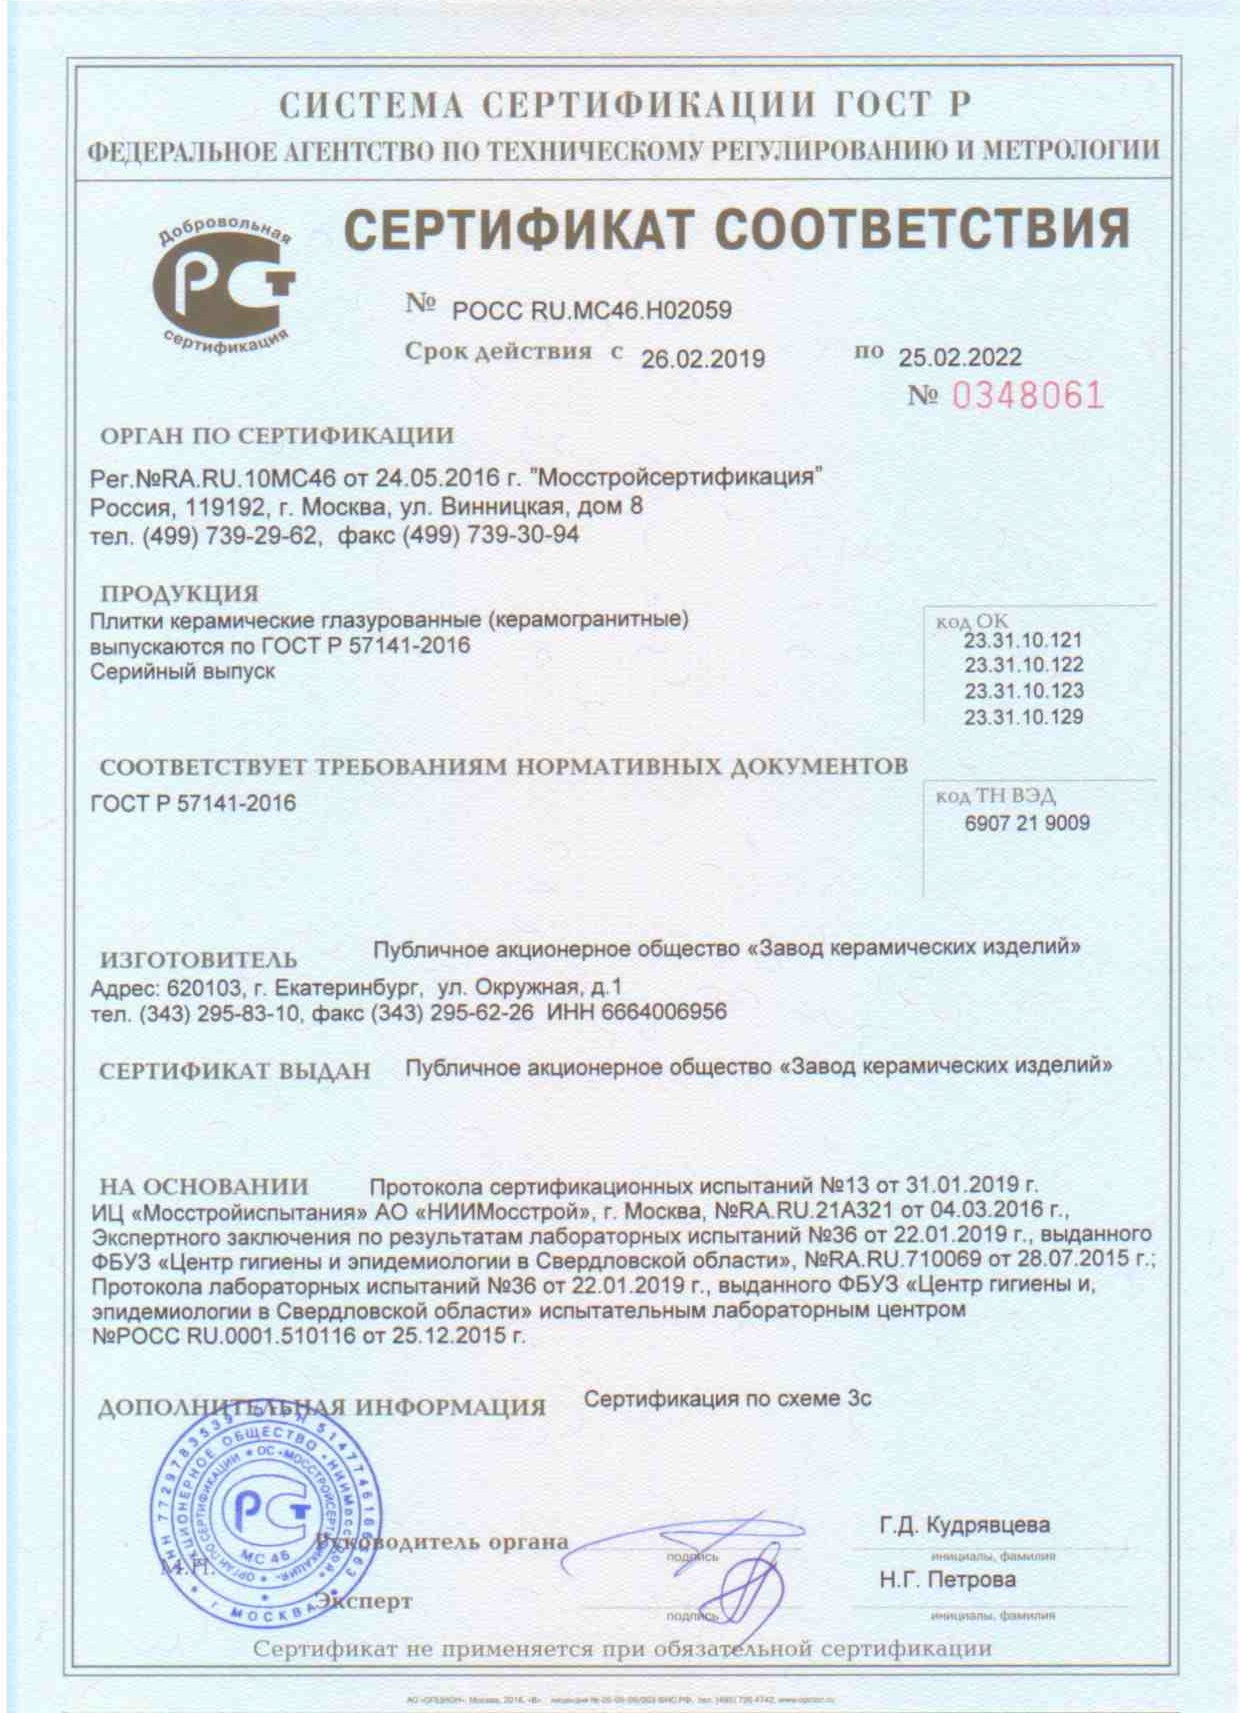 СИСТЕМА СЕРТИФИКАЦИИ ГОСТ Р
ФЕДЕРАЛЬНОЕ АГЕНТСТВО ПО ТЕХНИЧЕСКОМУ РЕГУЛИРОВАНИЮ И МЕТРОЛОГИИ
Добровольная
РСТ
сертификация
СЕРТИФИКАТ СООТВЕТСТВИЯ
№ РОСС RU.МС46.Н02059
Срок действия с 26.02.2019 по 25.02.2022
№ 0348061
ОРГАН ПО СЕРТИФИКАЦИИ
Рег.№RA.RU.10МС46 от 24.05.2016 г. "Мосстройсертификация"
Россия, 119192, г. Москва, ул. Винницкая, дом 8
тел. (499) 739-29-62, факс (499) 739-30-94
ПРОДУКЦИЯ
Плитки керамические глазурованные (керамогранитные)
выпускаются по ГОСТ Р 57141-2016
Серийный выпуск
код ОК
23.31.10.121
23.31.10.122
23.31.10.123
23.31.10.129
СООТВЕТСТВУЕТ ТРЕБОВАНИЯМ НОРМАТИВНЫХ ДОКУМЕНТОВ
ГОСТ Р 57141-2016
код ТН ВЭД
6907 21 9009
ИЗГОТОВИТЕЛЬ Публичное акционерное общество «Завод керамических изделий»
Адрес: 620103, г. Екатеринбург, ул. Окружная, д.1
тел. (343) 295-83-10, факс (343) 295-62-26 ИНН 6664006956
СЕРТИФИКАТ ВЫДАН Публичное акционерное общество «Завод керамических изделий»
НА ОСНОВАНИИ Протокола сертификационных испытаний №13 от 31.01.2019 г.
ИЦ «Мосстройиспытания» АО «НИИМосстрой», г. Москва, №RA.RU.21А321 от 04.03.2016 г.,
Экспертного заключения по результатам лабораторных испытаний №36 от 22.01.2019 г., выданного
ФБУЗ «Центр гигиены и эпидемиологии в Свердловской области», №RA.RU.710069 от 28.07.2015 г.;
Протокола лабораторных испытаний №36 от 22.01.2019 г., выданного ФБУЗ «Центр гигиены и,
эпидемиологии в Свердловской области» испытательным лабораторным центром
№РОСС RU.0001.510116 от 25.12.2015 г.
ДОПОЛНИТЕЛЬНАЯ ИНФОРМАЦИЯ Сертификация по схеме 3с
РСТ
МС 46
г МОСКВА
М.П.
Руководитель органа
подпись
Г.Д. Кудрявцева
инициалы, фамилия
Эксперт
подпись
Н.Г. Петрова
инициалы, фамилия
Сертификат не применяется при обязательной сертификации